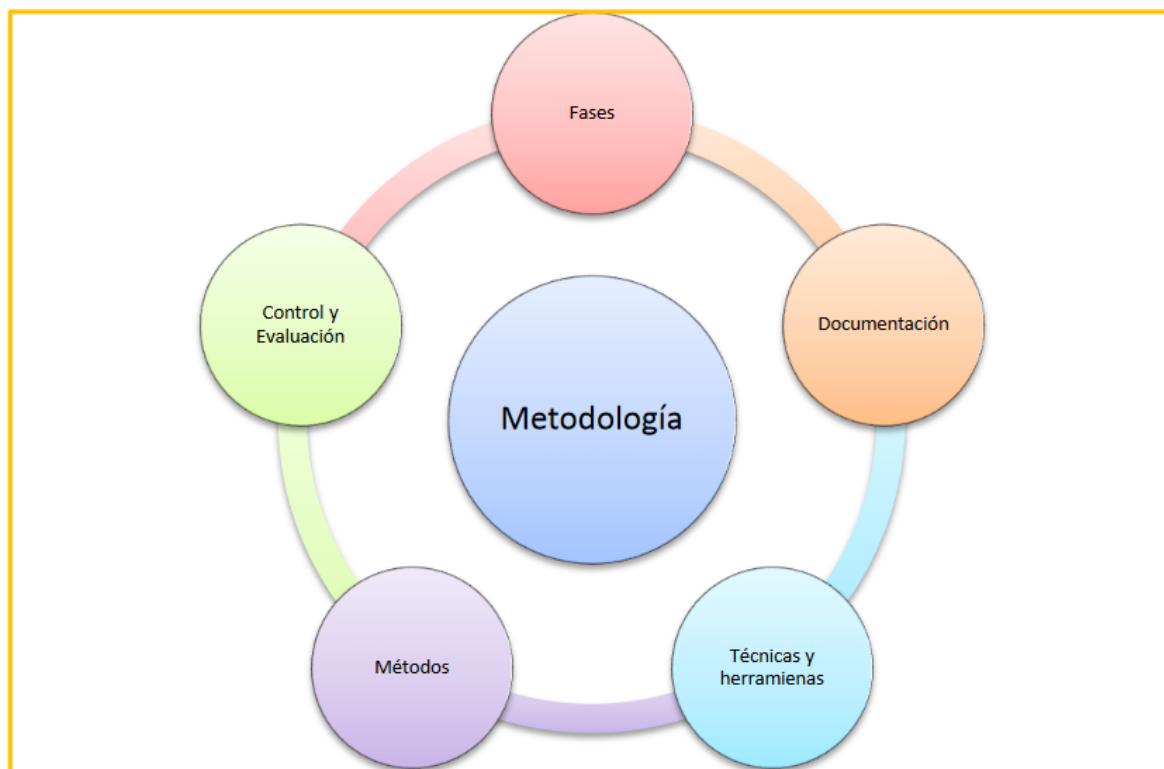 Fases
Control y
Evaluación
Documentación
Metodología
Métodos
Técnicas y
herramienas